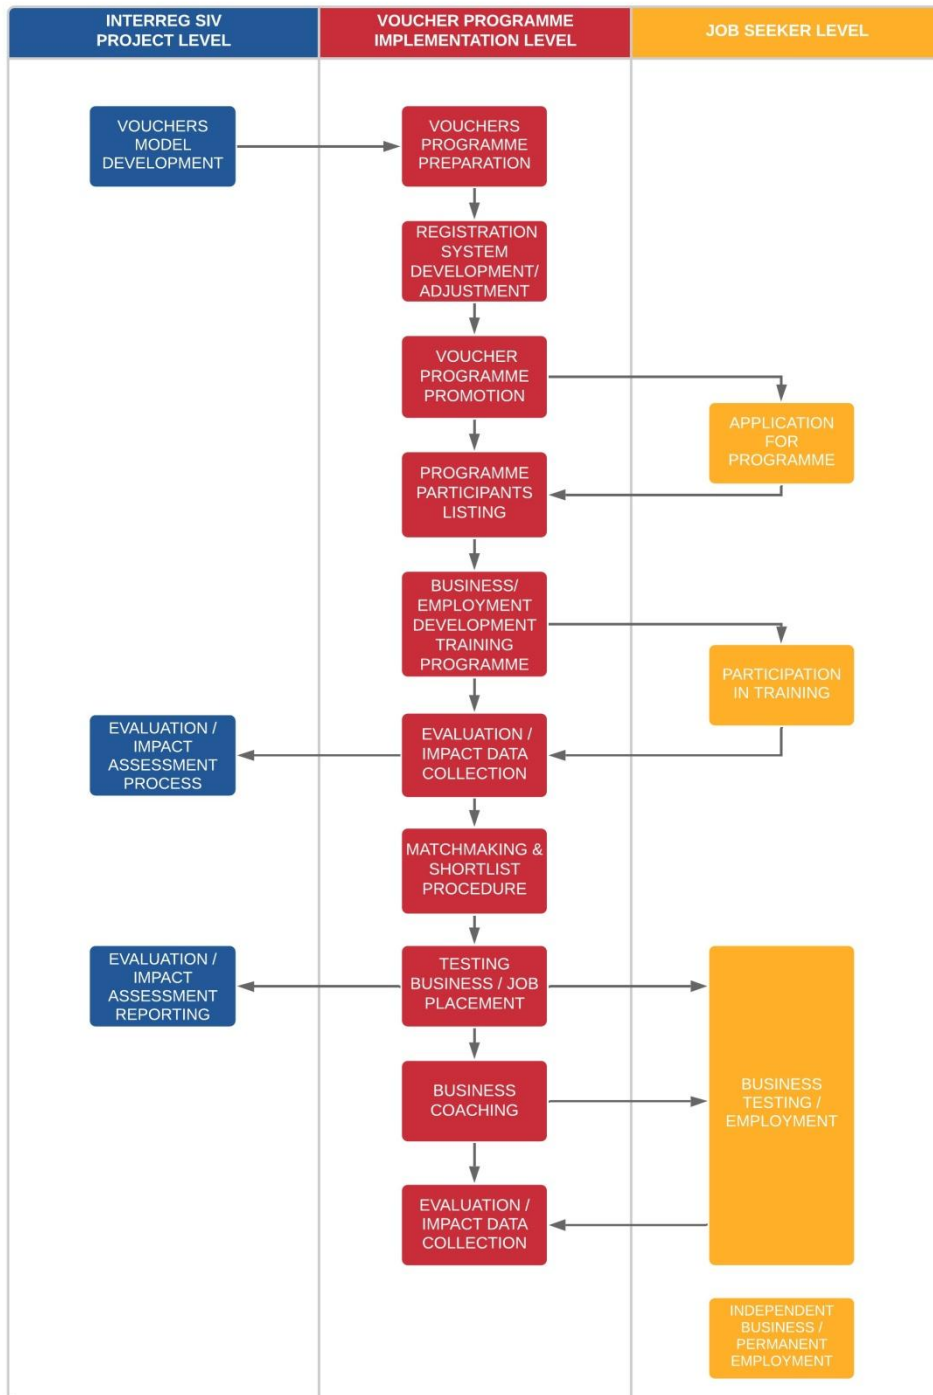 INTERREG SIV
PROJECT LEVEL
VOUCHER PROGRAMME
IMPLEMENTATION LEVEL
JOB SEEKER LEVEL
VOUCHERS
MODEL
DEVELOPMENT
VOUCHERS
PROGRAMME
PREPARATION
REGISTRATION
SYSTEM
DEVELOPMENT/
ADJUSTMENT
VOUCHER
PROGRAMME
PROMOTION
APPLICATION
FOR
PROGRAMME
PROGRAMME
PARTICIPANTS
LISTING
BUSINESS/
EMPLOYMENT
DEVELOPMENT
TRAINING
PROGRAMME
PARTICIPATION
IN TRAINING
EVALUATION /
IMPACT
ASSESSMENT
PROCESS
EVALUATION /
IMPACT DATA
COLLECTION
MATCHMAKING &
SHORTLIST
PROCEDURE
EVALUATION /
IMPACT
ASSESSMENT
REPORTING
TESTING
BUSINESS / JOB
PLACEMENT
BUSINESS
TESTING /
EMPLOYMENT
BUSINESS
COACHING
EVALUATION /
IMPACT DATA
COLLECTION
INDEPENDENT
BUSINESS /
PERMANENT
EMPLOYMENT